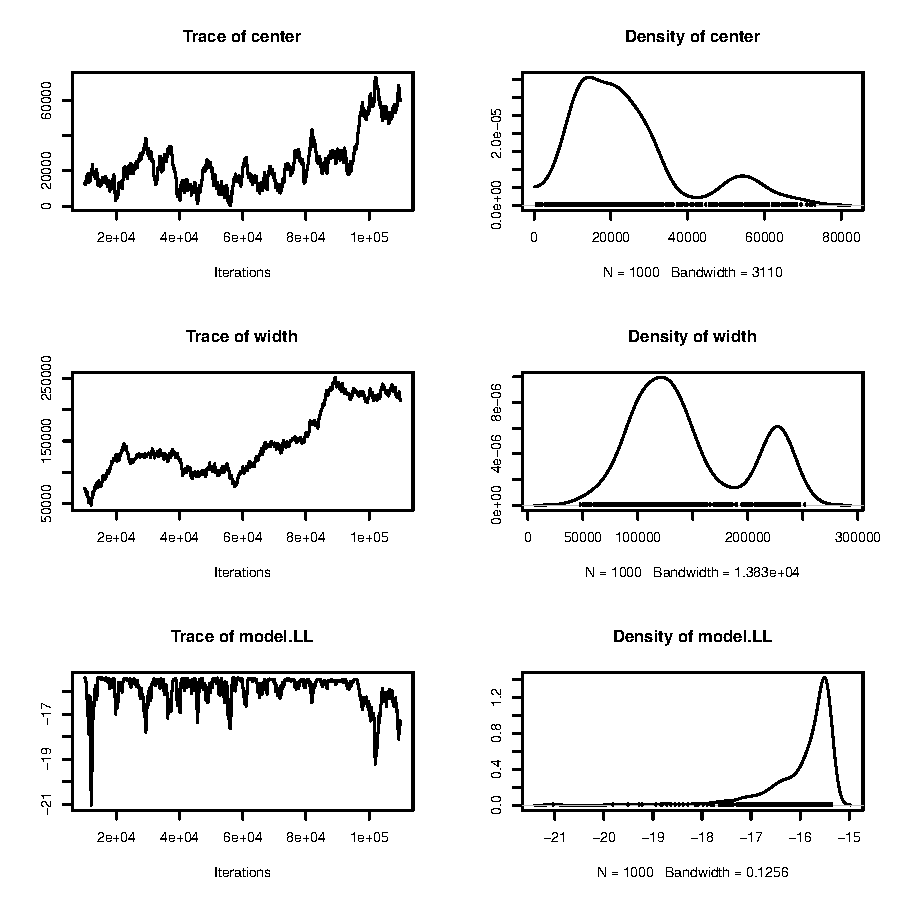 Trace of center
Density of center
0 20000 60000
2e+04 4e+04 6e+04 8e+04 1e+05
Iterations
0.0e+00 2.0e−05
0 20000 40000 60000 80000
N = 1000 Bandwidth = 3110
Trace of width
Density of width
50000 150000 250000
2e+04 4e+04 6e+04 8e+04 1e+05
Iterations
0e+00 4e−06 8e−06
0 50000 100000 200000 300000
N = 1000 Bandwidth = 1.383e+04
Trace of model.LL
Density of model.LL
−21 −19 −17
2e+04 4e+04 6e+04 8e+04 1e+05
Iterations
0.0 0.4 0.8 1.2
−21 −20 −19 −18 −17 −16 −15
N = 1000 Bandwidth = 0.1256